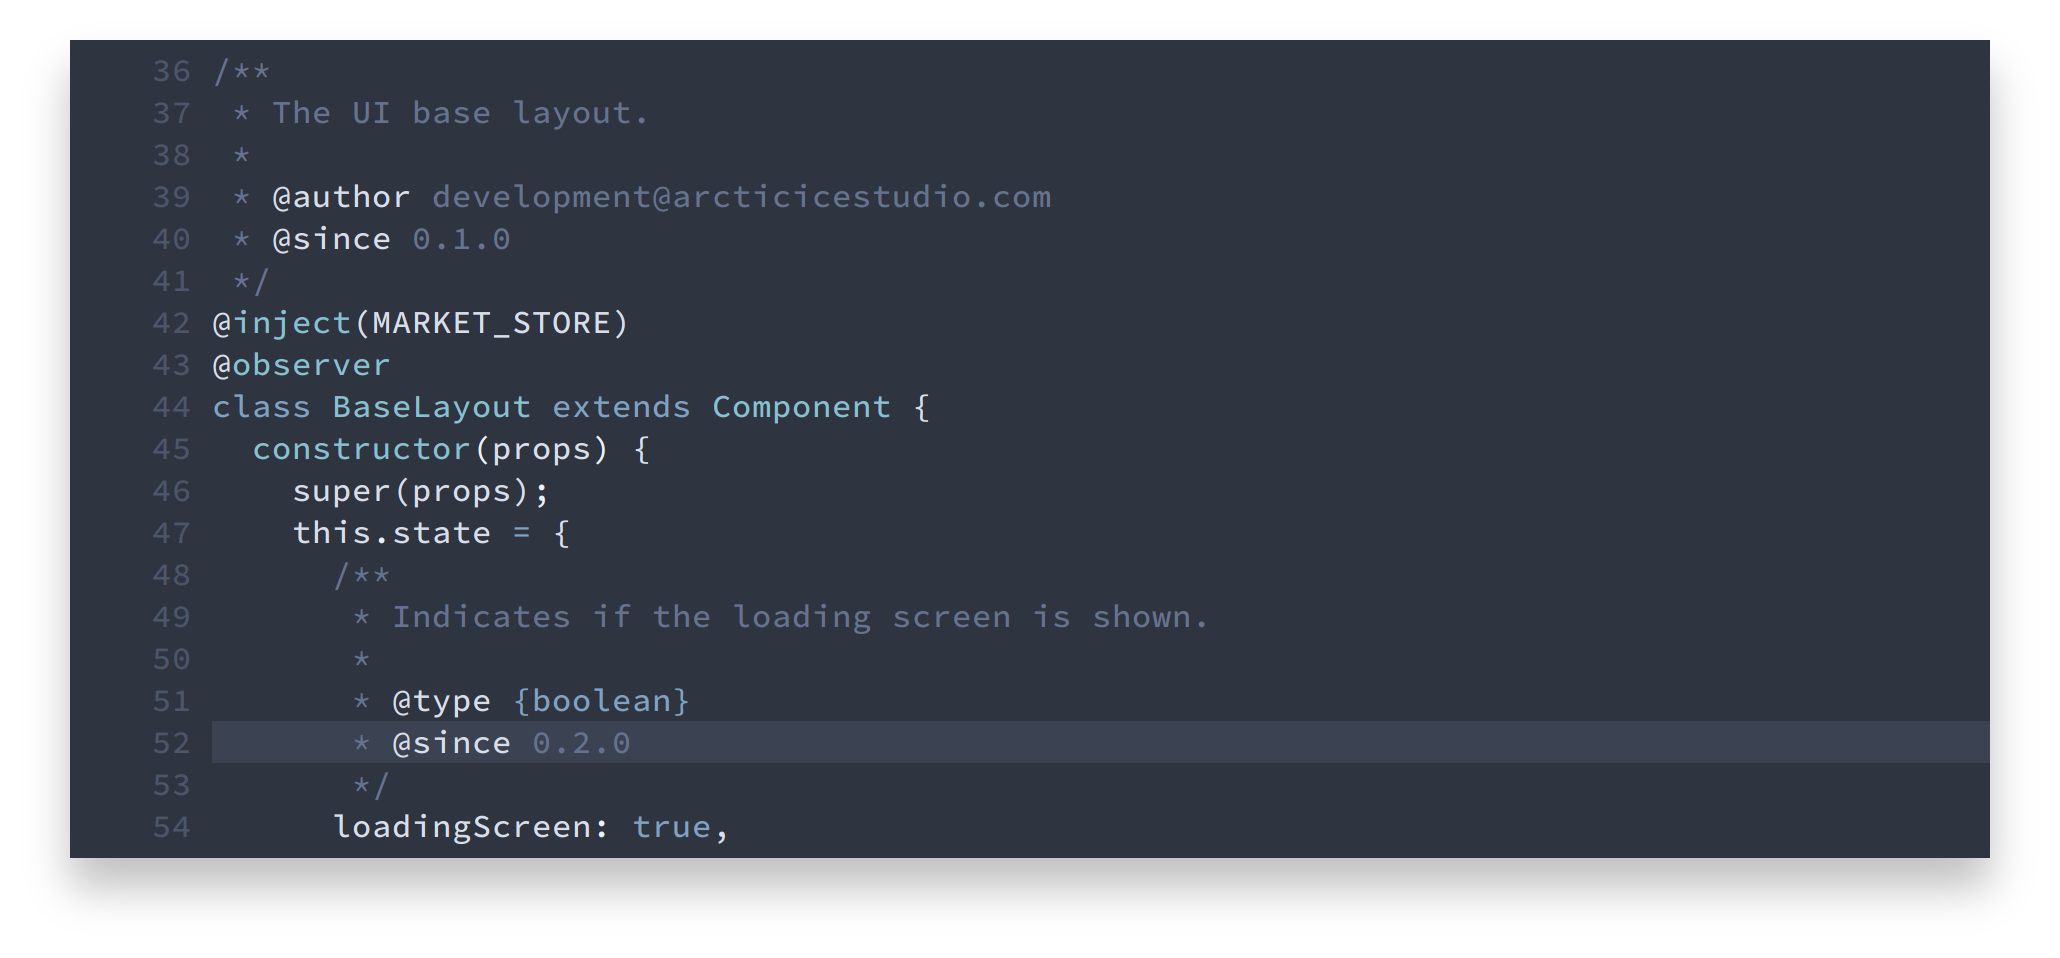 36 /**
37  * The UI base layout.
38  *
39  * @author development@arcticicestudio.com
40  * @since 0.1.0
41  */
42 @inject(MARKET_STORE)
43 @observer
44 class BaseLayout extends Component {
45   constructor(props) {
46     super(props);
47     this.state = {
48       /**
49        * Indicates if the loading screen is shown.
50        *
51        * @type {boolean}
52        * @since 0.2.0
53        */
54       loadingScreen: true,